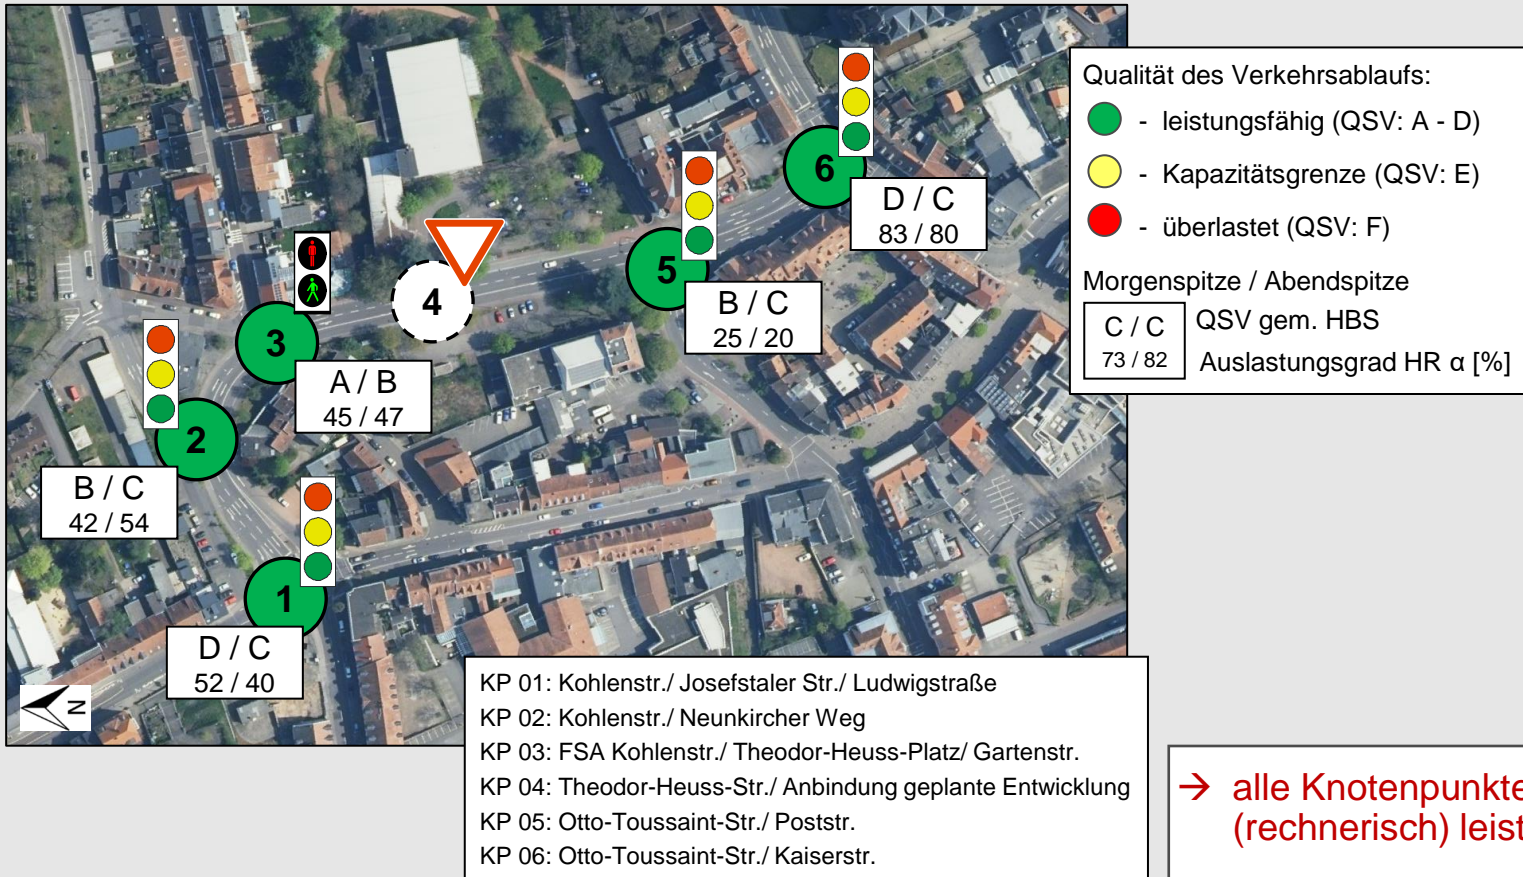 Qualität des Verkehrsablaufs:
- leistungsfähig (QSV: A - D)
- Kapazitätsgrenze (QSV: E)
- überlastet (QSV: F)
Morgenspitze / Abendspitze
C / C
73 / 82
QSV gem. HBS
Auslastungsgrad HR α [%]
6
D / C
83 / 80
5
B / C
25 / 20
4
3
A / B
45 / 47
2
B / C
42 / 54
1
D / C
52 / 40
N
KP 01: Kohlenstr./ Josefstaler Str./ Ludwigstraße
KP 02: Kohlenstr./ Neunkircher Weg
KP 03: FSA Kohlenstr./ Theodor-Heuss-Platz/ Gartenstr.
KP 04: Theodor-Heuss-Str./ Anbindung geplante Entwicklung
KP 05: Otto-Toussaint-Str./ Poststr.
KP 06: Otto-Toussaint-Str./ Kaiserstr.
→ alle Knotenpunkte
(rechnerisch) leist